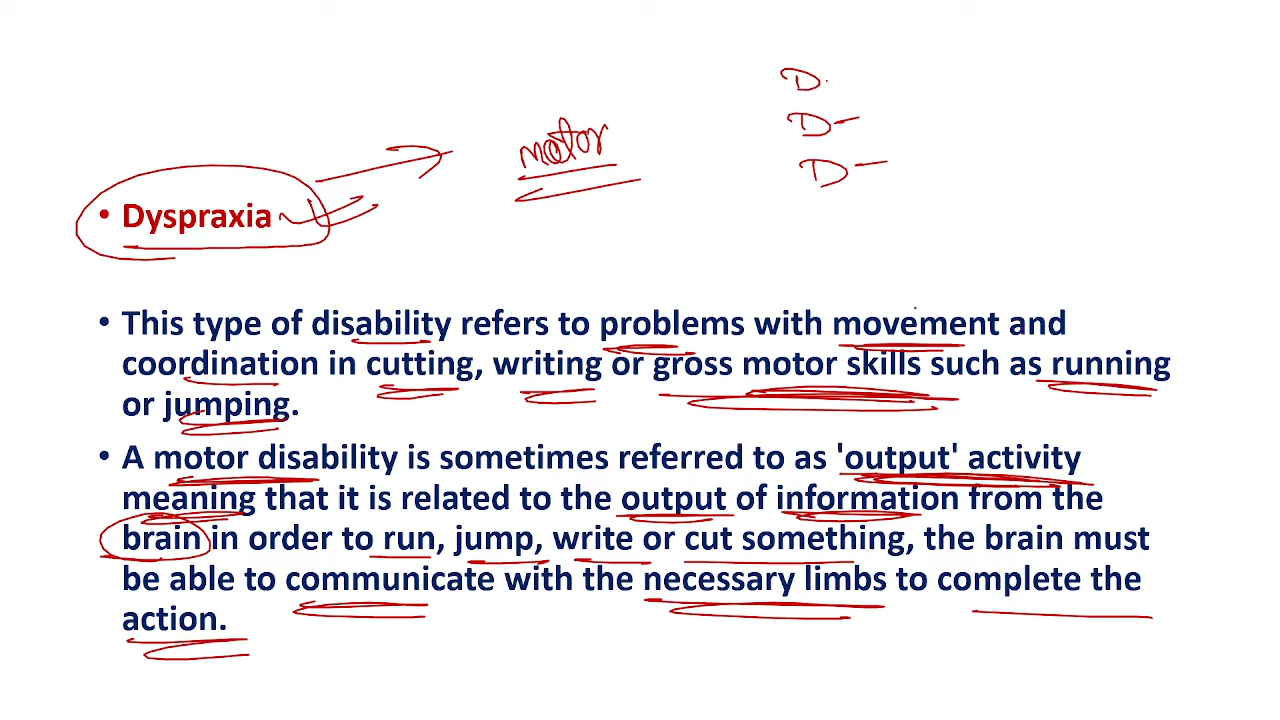 D
D-
motor
D-
• Dyspraxia
• This type of disability refers to problems with movement and
coordination in cutting, writing or gross motor skills such as running
or jumping.
• A motor disability is sometimes referred to as 'output' activity
meaning that it is related to the output of information from the
brain in order to run, jump, write or cut something, the brain must
be able to communicate with the necessary limbs to complete the
action.